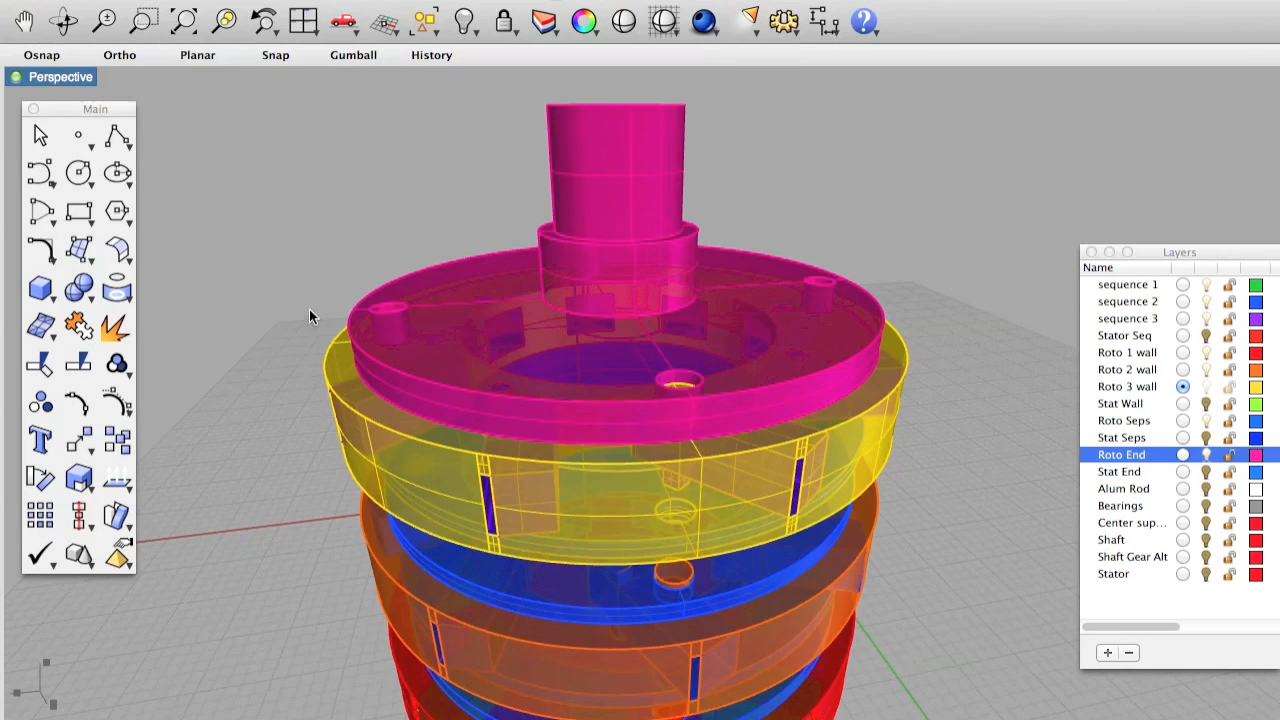 Osnap Ortho Planar Snap Gumball History
Perspective
Main
Layers
Name
sequence 1
sequence 2
sequence 3
Stator Seq
Roto 1 wall
Roto 2 wall
Roto 3 wall
Stat Wall
Roto Seps
Stat Seps
Roto End
Stat End
Alum Rod
Bearings
Center sup...
Shaft
Shaft Gear Alt
Stator